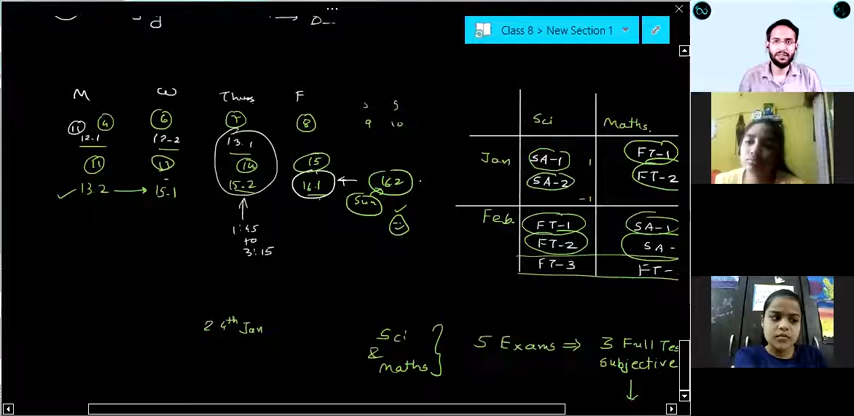 Class 8 > New Section 1
M W Thurs F S S
11 4 6 7 8 9 10
12.1 12-2 13.1
11 13 14 15
13.2 15-1 15-2 16.1 16.2
Sun
1:45
to
3:15
24th Jan
Sci Maths.
Jan SA-1 1 FT-1
SA-2 -1 FT-2
Feb. FT-1 SA-1
FT-2 SA-
FT-3 FT-
Sci
&
maths
5 Exams ⇒ 3 Full Tes
Subjective